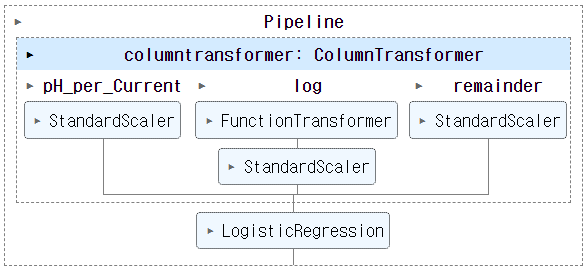 Pipeline
columntransformer: ColumnTransformer
pH_per_Current log remainder
StandardScaler FunctionTransformer StandardScaler
StandardScaler
LogisticRegression